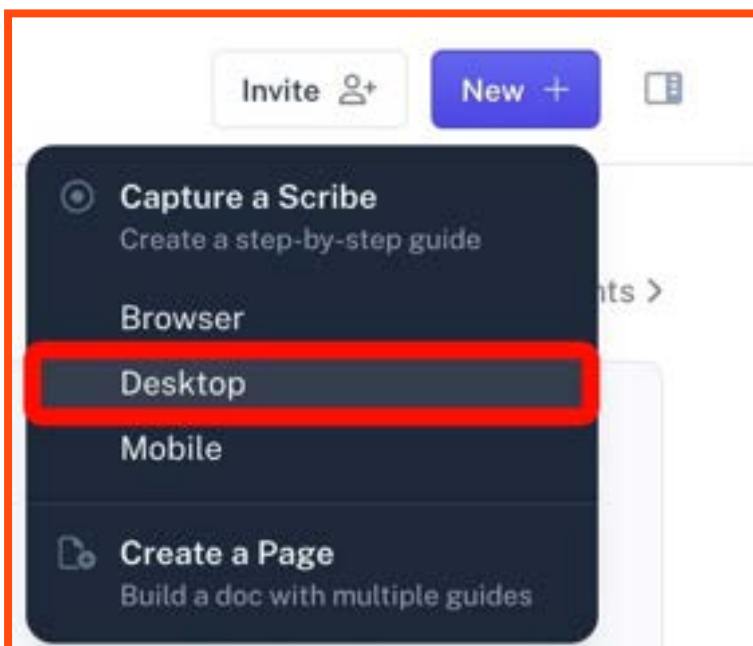 Invite
New +
Capture a Scribe
Create a step-by-step guide
nts >
Browser
Desktop
Mobile
Create a Page
Build a doc with multiple guides